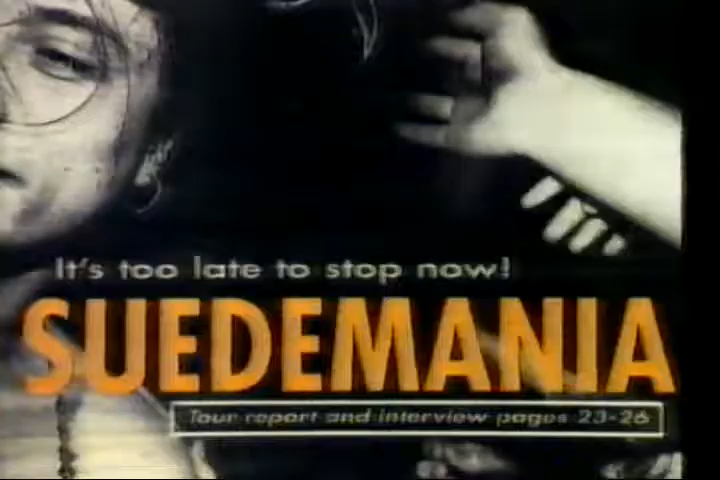 It's too late to stop now!
SUEDEMANIA
Tour report and interview pages 23-26